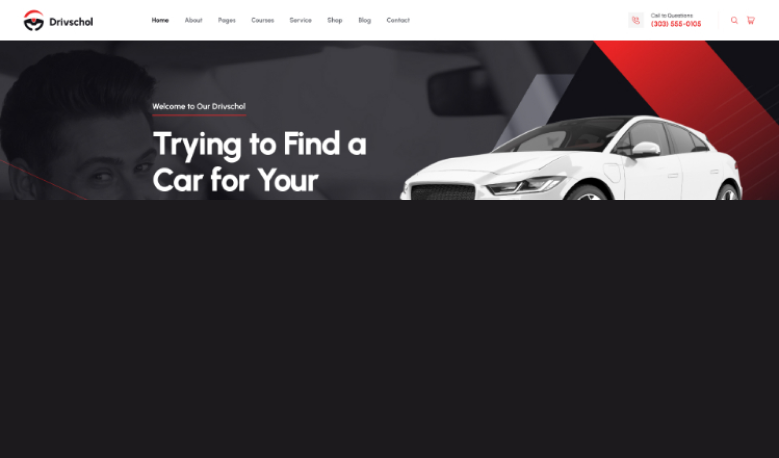 Drivschol
Home About Pages Courses Service Shop Blog Contact
Call to Questions
(302) 555-0105
Welcome to Our Drivschol
Trying to Find a
Car for Your